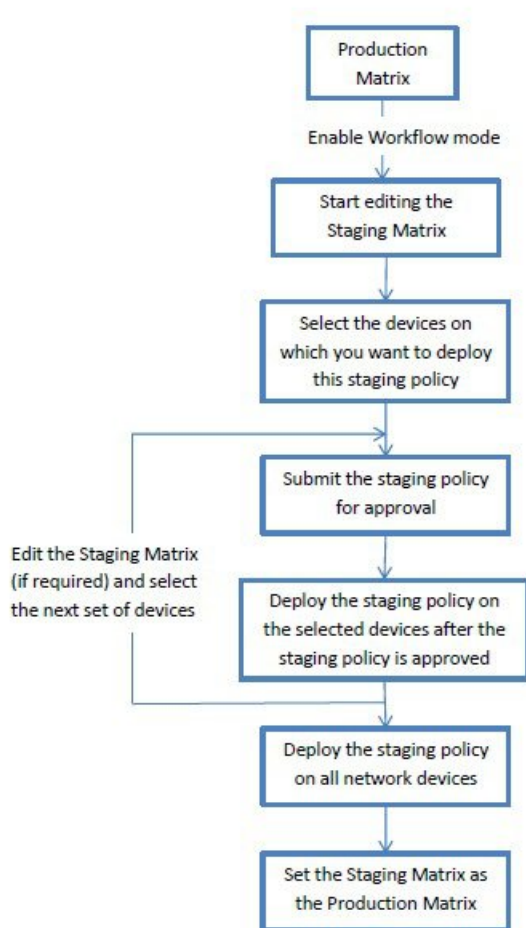 Production
Matrix
Enable Workflow mode
Start editing the
Staging Matrix
Select the devices on
which you want to deploy
this staging policy
Submit the staging policy
for approval
Edit the Staging Matrix
(if required) and select
the next set of devices
Deploy the staging policy on
the selected devices after the
staging policy is approved
Deploy the staging policy
on all network devices
Set the Staging Matrix as
the Production Matrix